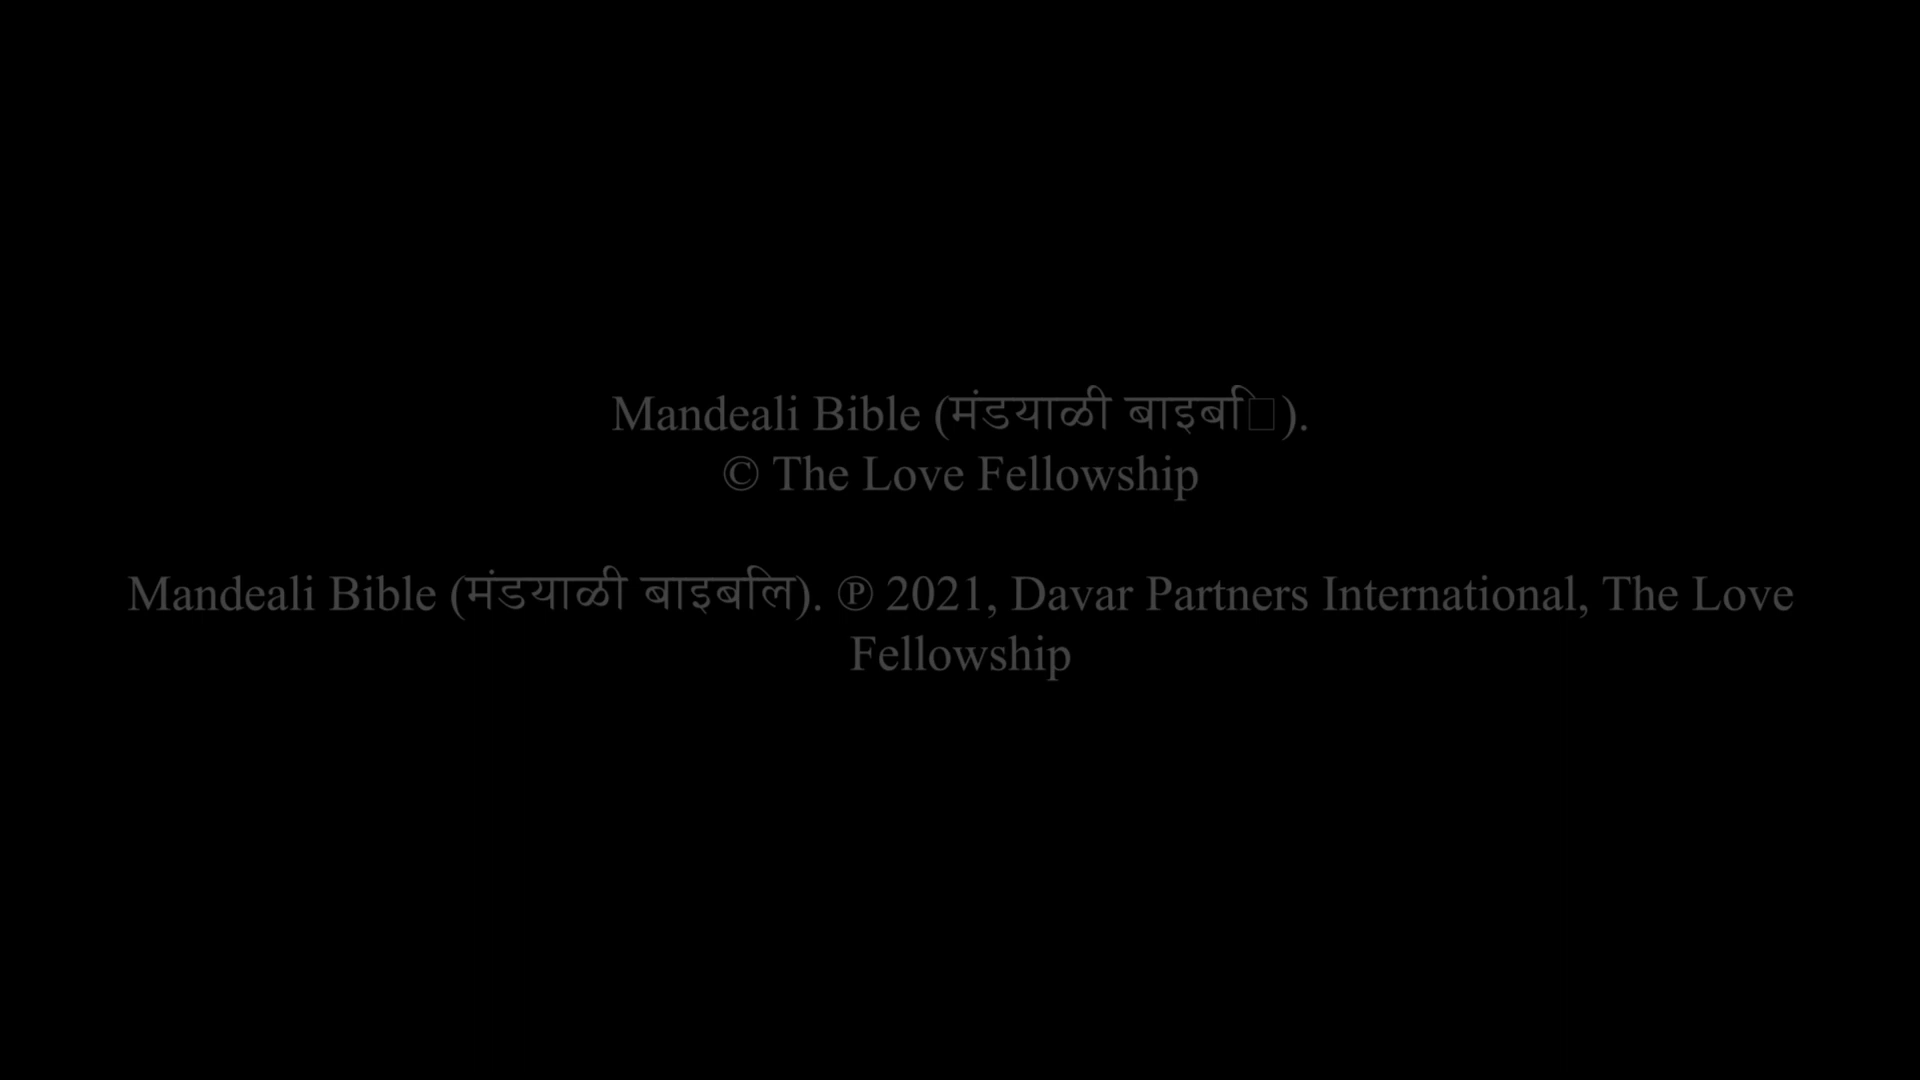 Mandeali Bible (मंडयाळी बाइबि□).
© The Love Fellowship
Mandeali Bible (मंडयाळी बाइबलि). ℗ 2021, Davar Partners International, The Love
Fellowship